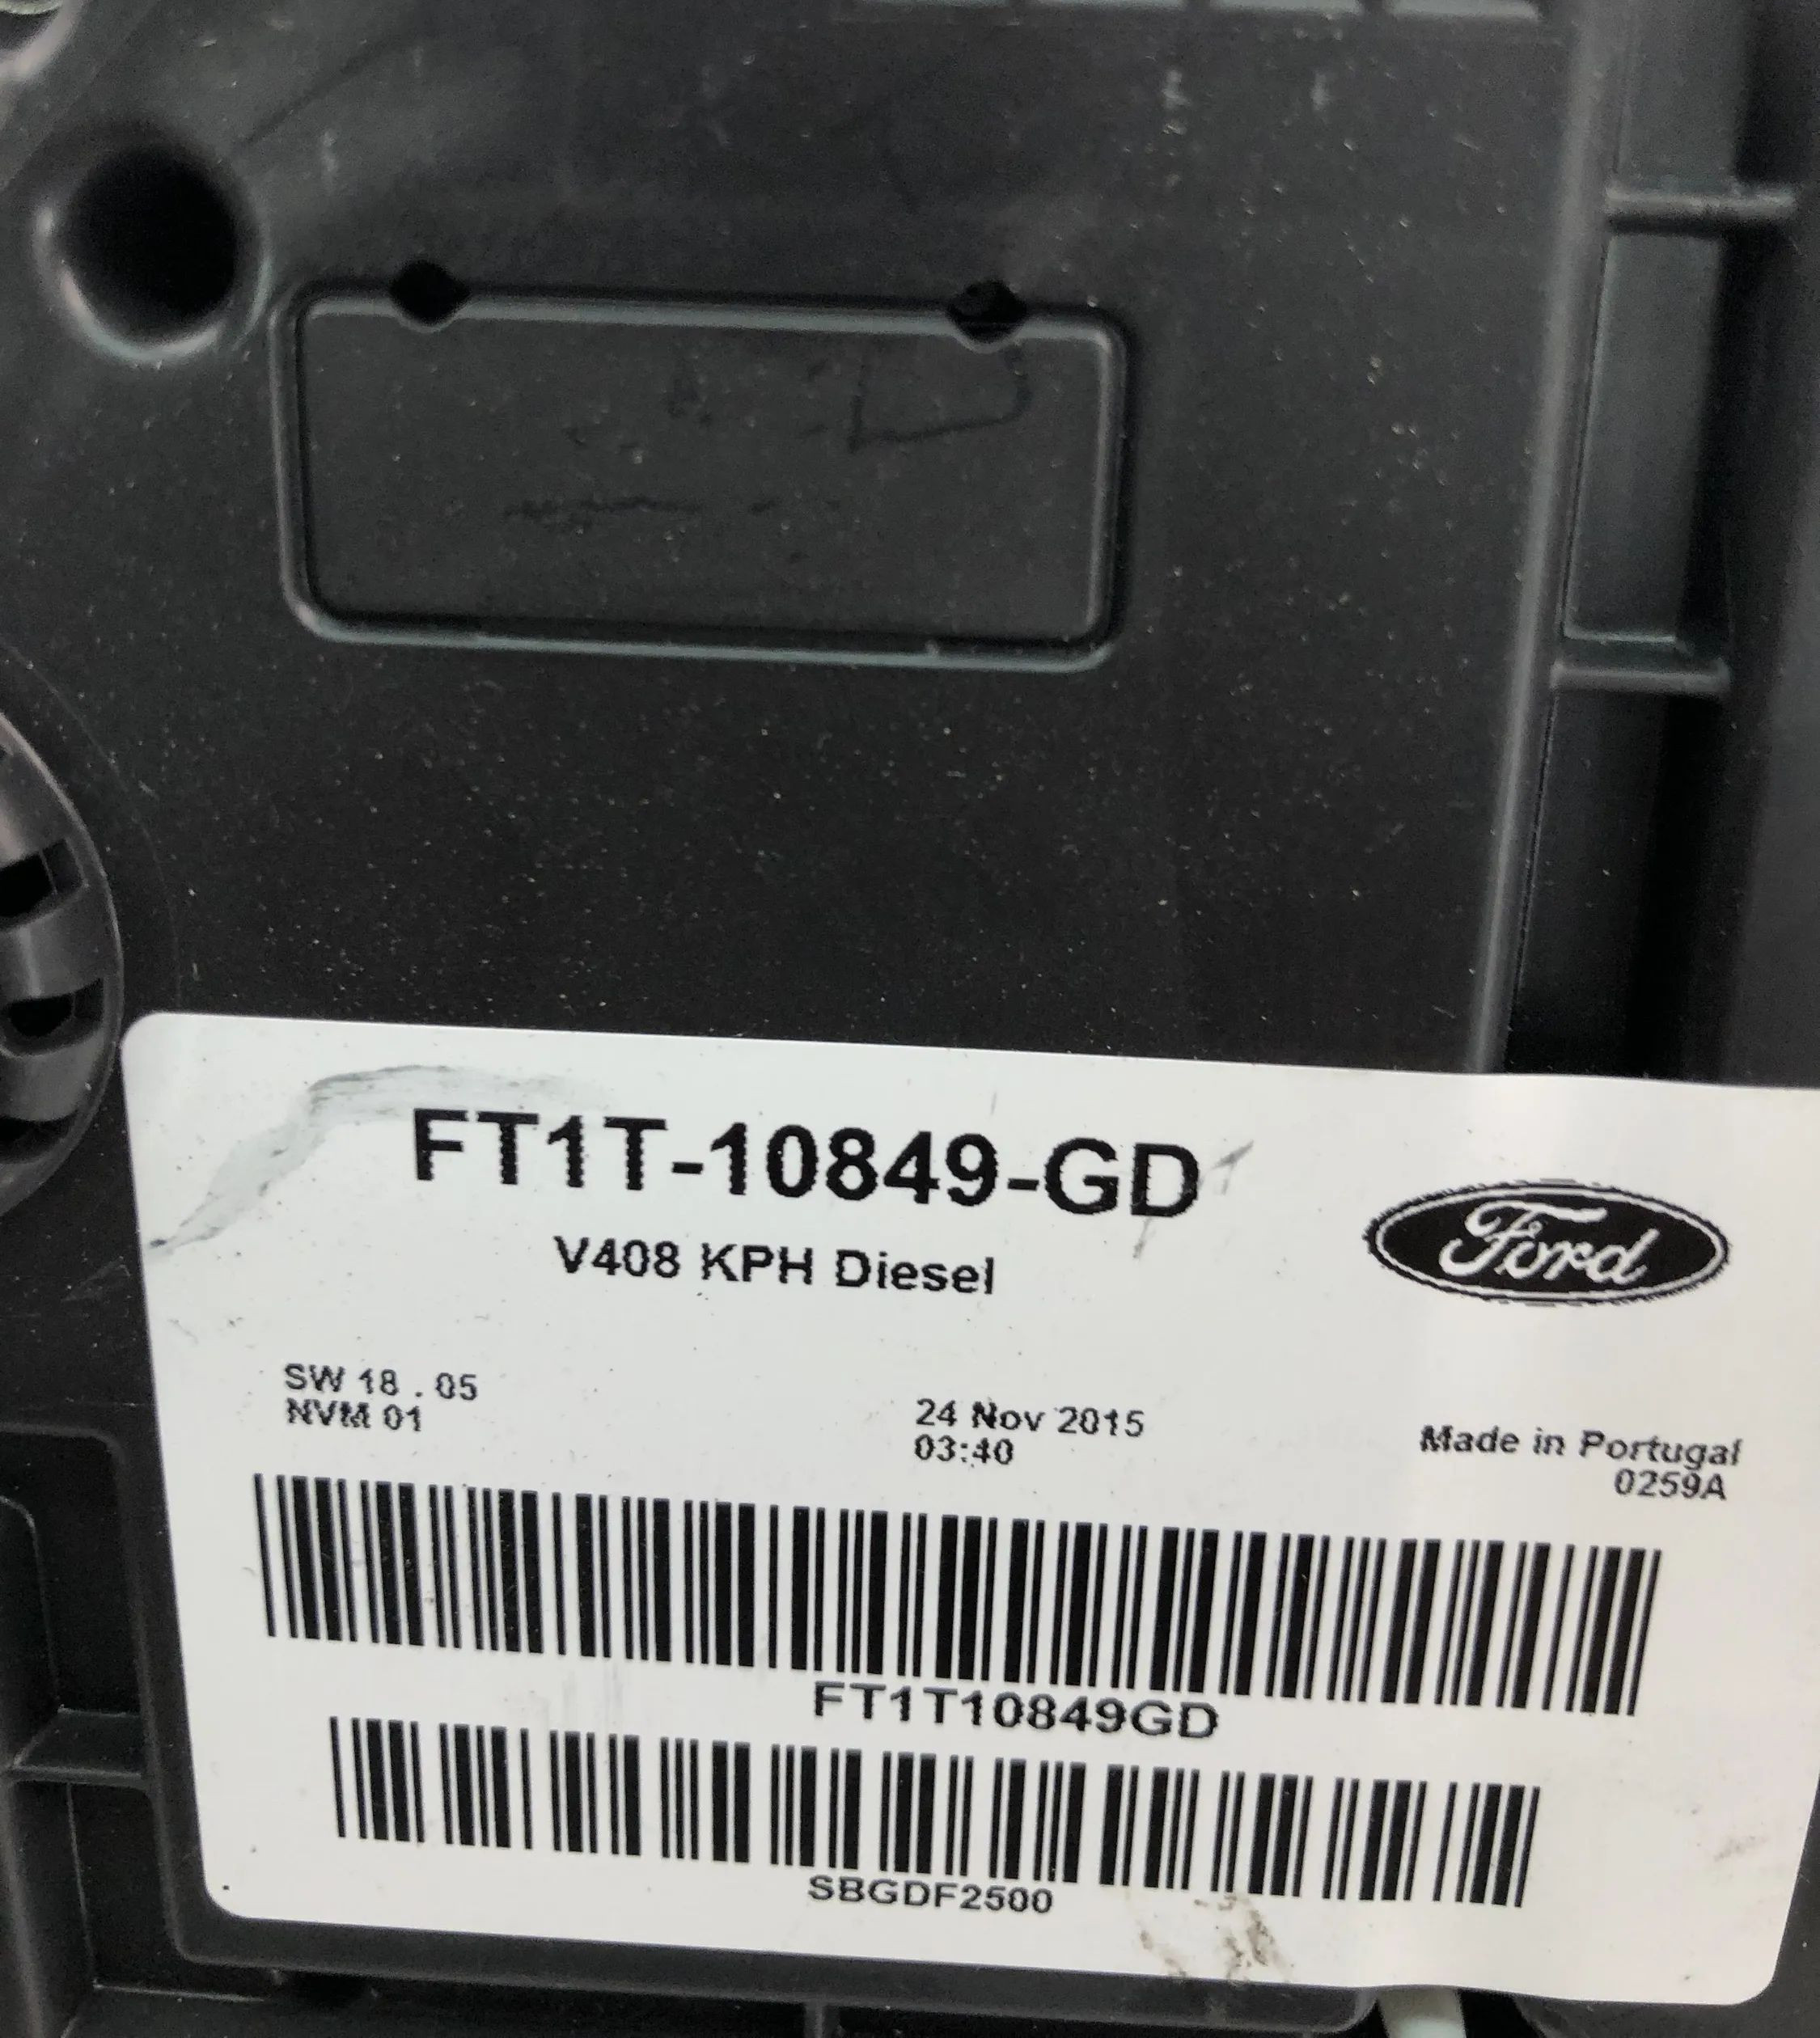 FT1T-10849-GD
V408 KPH Diesel
Ford
SW 18 . 05
NVM 01
24 Nov 2015
03:40
Made in Portugal
0259A
FT1T10849GD
SBGDF2500